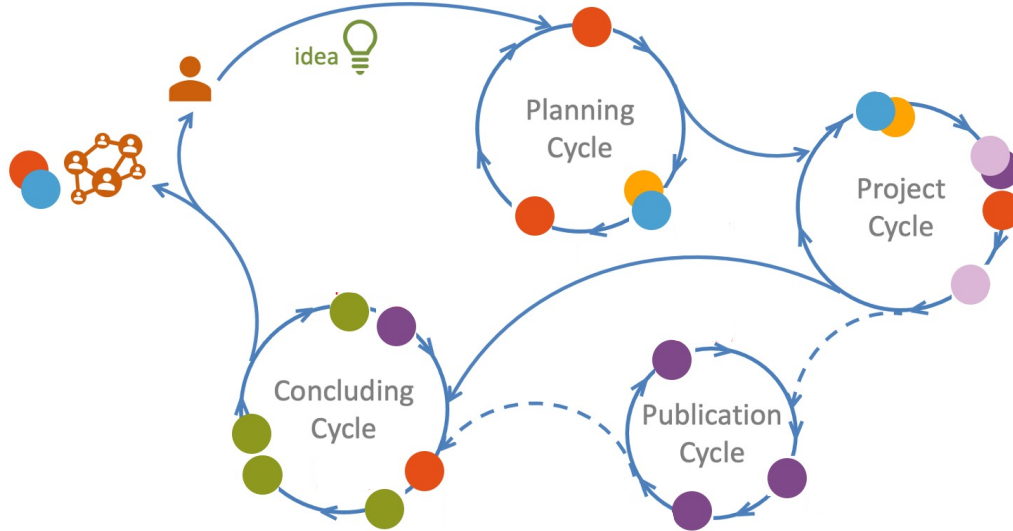 idea
Planning
Cycle
Project
Cycle
Concluding
Cycle
Publication
Cycle